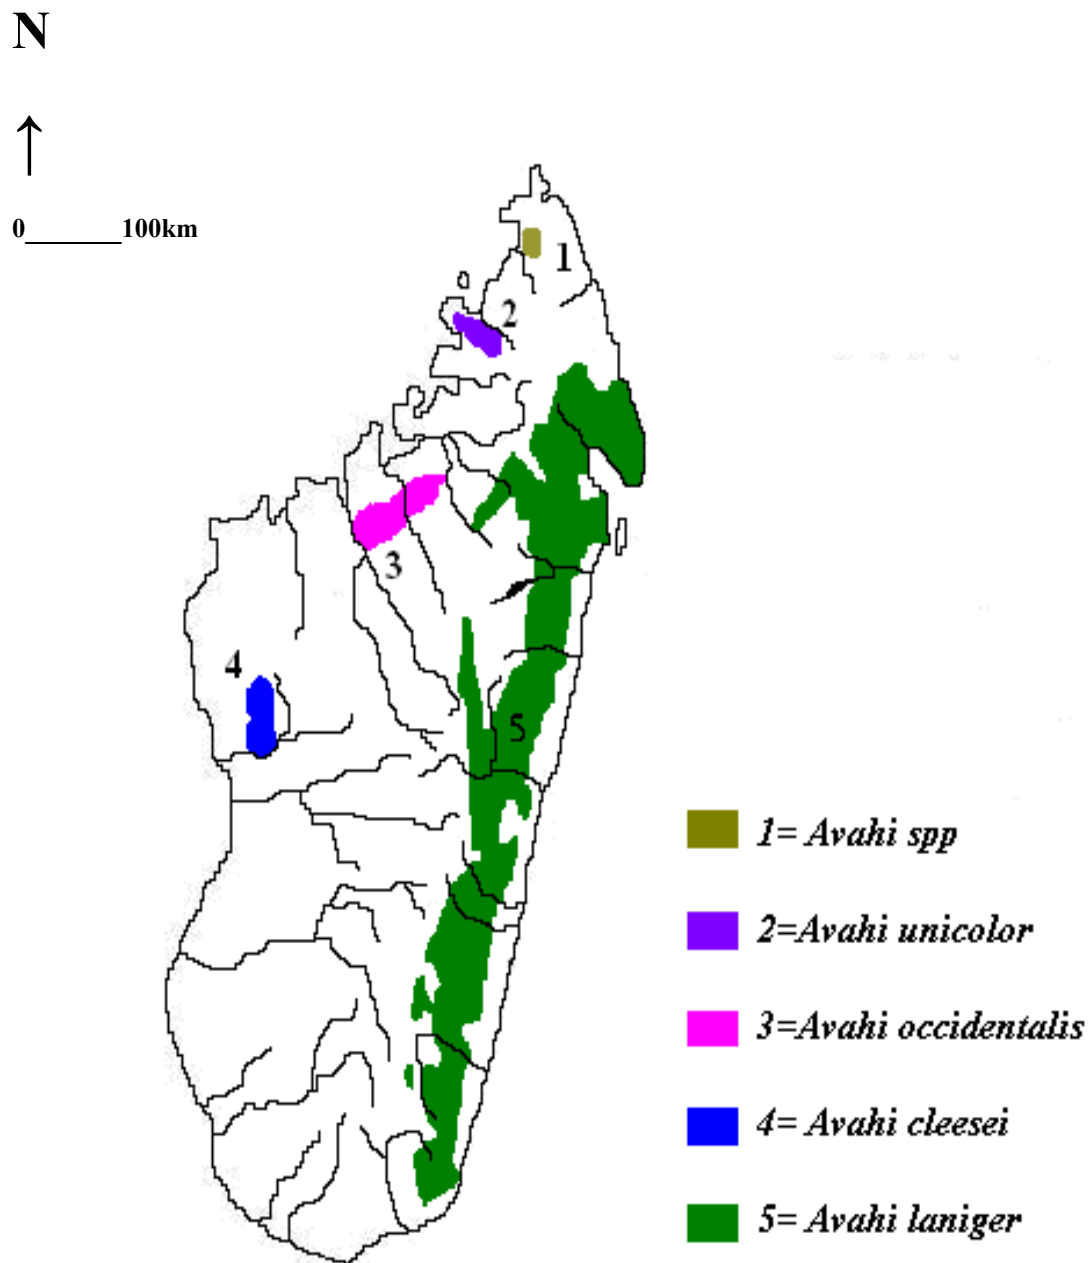 N
↑
0_______100km
1
2
3
4
5
1= Avahi spp
2=Avahi unicolor
3=Avahi occidentalis
4= Avahi cleesei
5= Avahi laniger